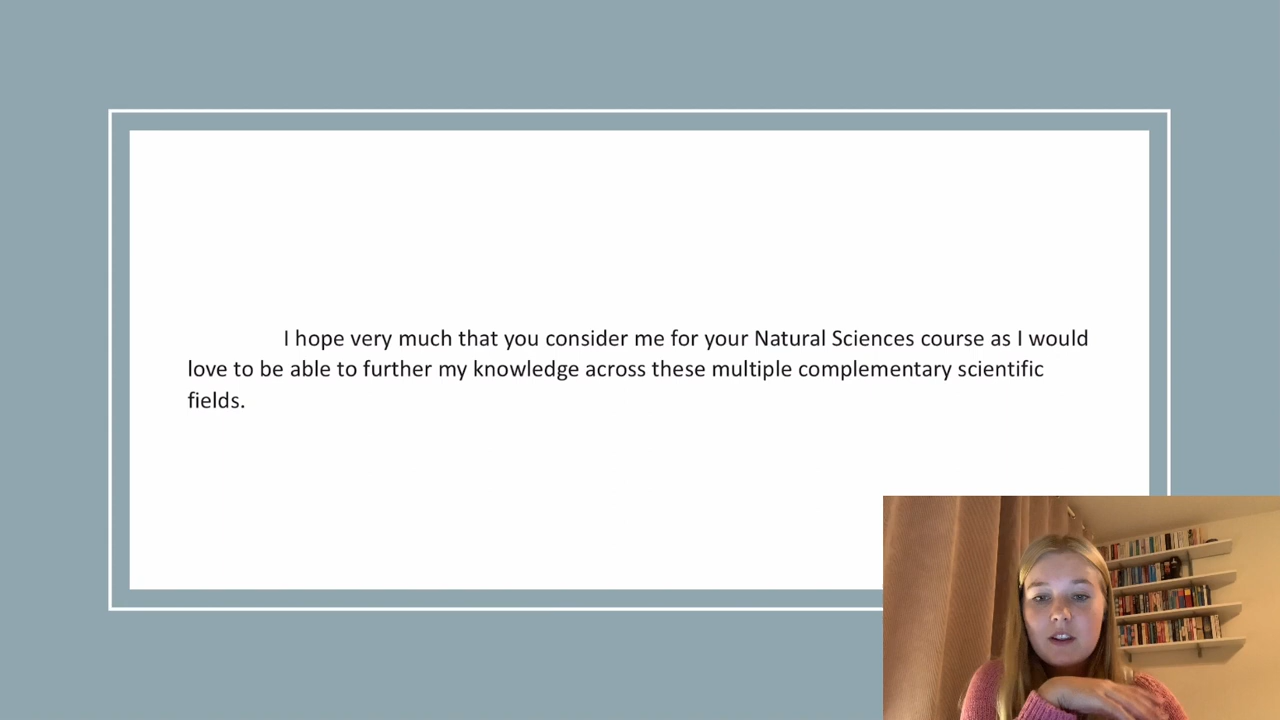 I hope very much that you consider me for your Natural Sciences course as I would
love to be able to further my knowledge across these multiple complementary scientific
fields.